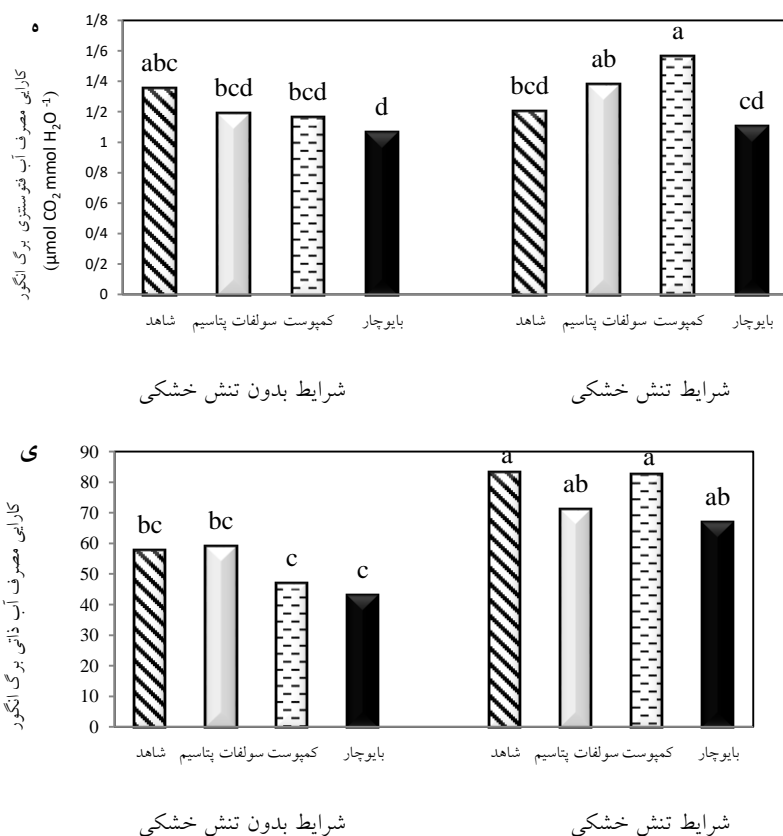 ه
کارایی مصرف آب فتوسنتزی برگ انگور
(µmol CO₂ mmol H₂O⁻¹)
1/8
1/6
1/4
1/2
1
0/8
0/6
0/4
0/2
0
abc
bcd
bcd
d
bcd
ab
a
cd
شاهد
سولفات پتاسیم
کمپوست
بایوچار
شاهد
سولفات پتاسیم
کمپوست
بایوچار
شرایط بدون تنش خشکی
شرایط تنش خشکی
ی
کارایی مصرف آب ذاتی برگ انگور
90
80
70
60
50
40
30
20
10
0
bc
bc
c
c
a
ab
a
ab
شاهد
سولفات پتاسیم
کمپوست
بایوچار
شاهد
سولفات پتاسیم
کمپوست
بایوچار
شرایط بدون تنش خشکی
شرایط تنش خشکی